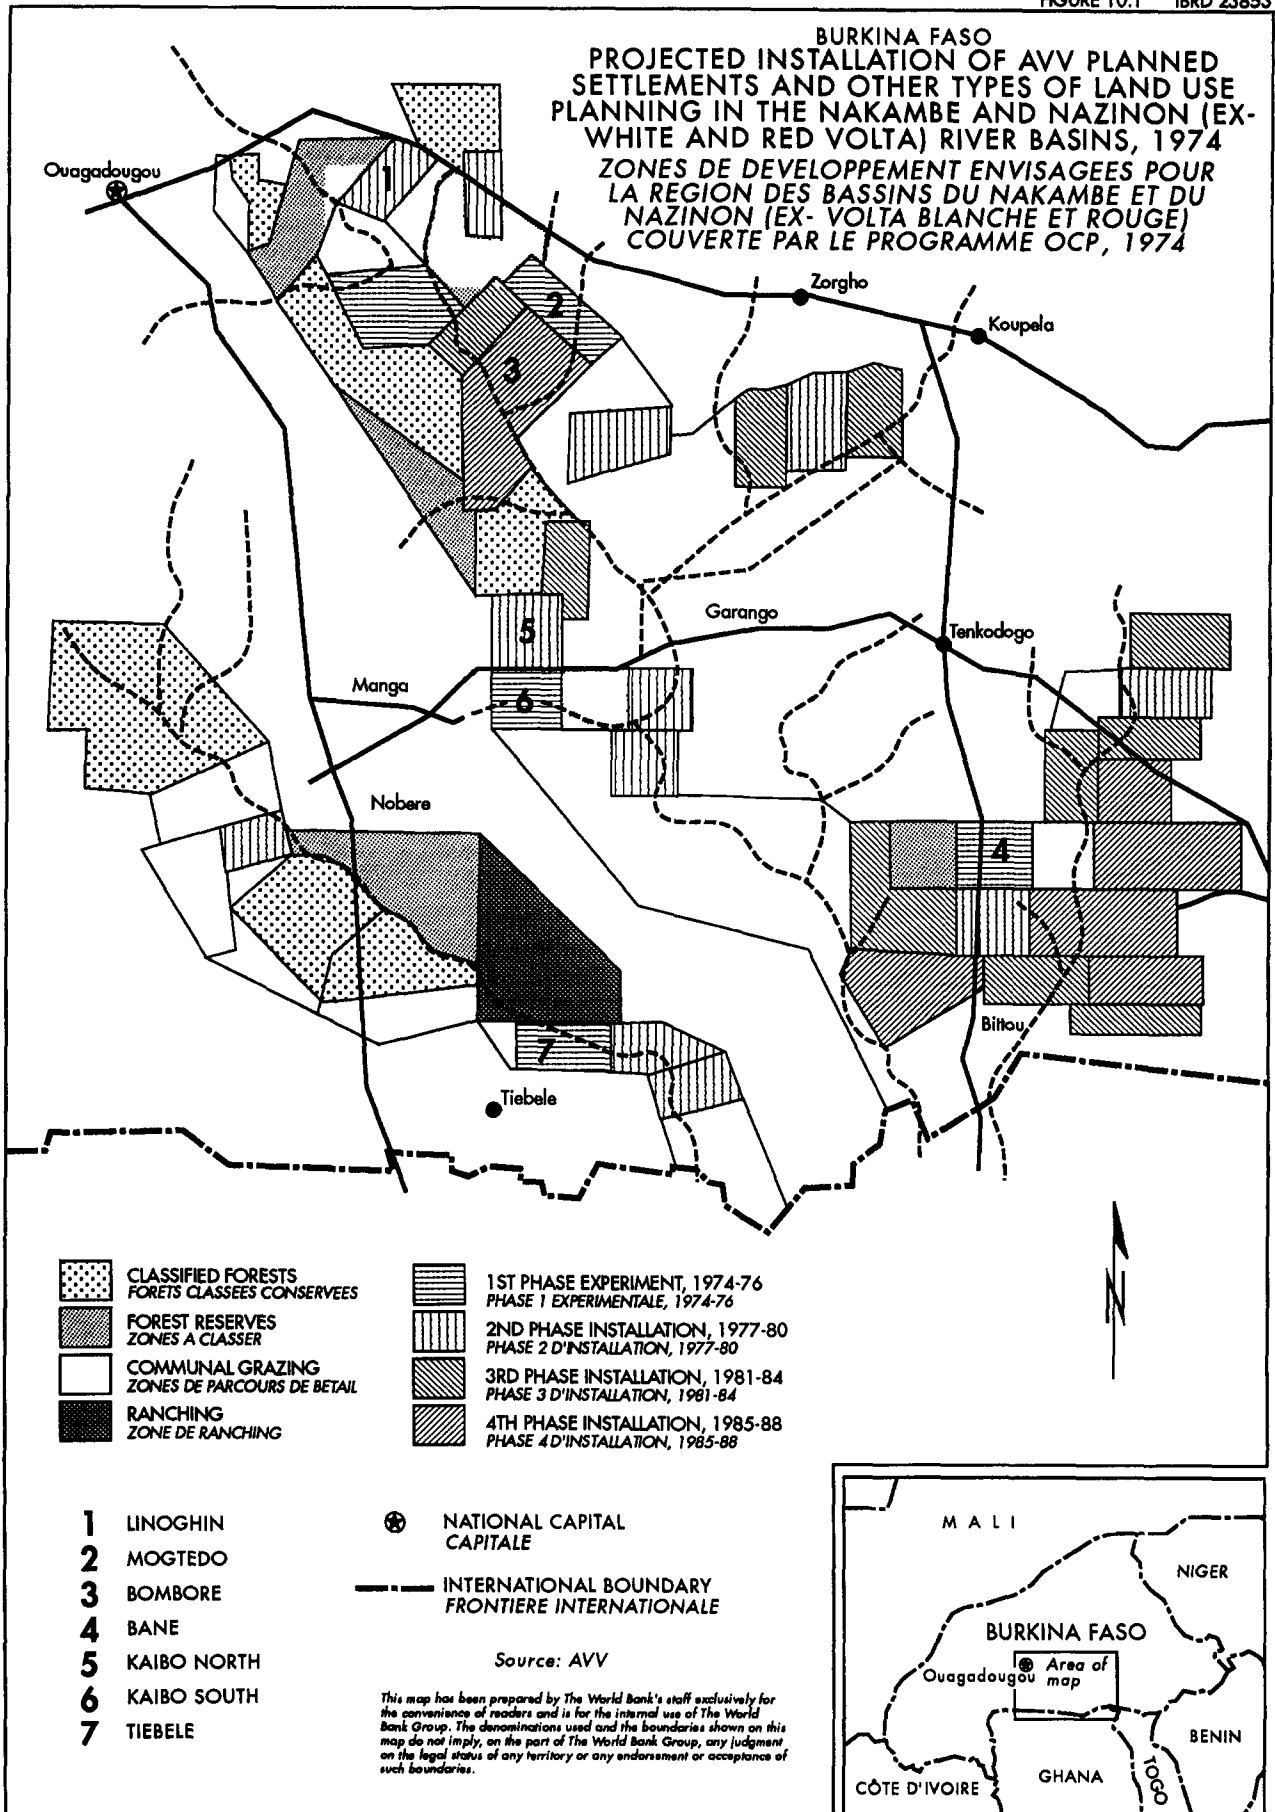 FIGURE 10.1 IBRD 23853
BURKINA FASO
PROJECTED INSTALLATION OF AVV PLANNED
SETTLEMENTS AND OTHER TYPES OF LAND USE
PLANNING IN THE NAKAMBE AND NAZINON (EX-
WHITE AND RED VOLTA) RIVER BASINS, 1974
ZONES DE DEVELOPPEMENT ENVISAGEES POUR
LA REGION DES BASSINS DU NAKAMBE ET DU
NAZINON (EX- VOLTA BLANCHE ET ROUGE)
COUVERTE PAR LE PROGRAMME OCP, 1974
Ouagadougou
1
Zorgho
2
Koupela
3
Garango
5
Tenkodogo
Manga
6
Nobere
4
Bittou
7
Tiebele
N
CLASSIFIED FORESTS
FORETS CLASSEES CONSERVEES
FOREST RESERVES
ZONES A CLASSER
COMMUNAL GRAZING
ZONES DE PARCOURS DE BETAIL
RANCHING
ZONE DE RANCHING
1ST PHASE EXPERIMENT, 1974-76
PHASE 1 EXPERIMENTALE, 1974-76
2ND PHASE INSTALLATION, 1977-80
PHASE 2 D'INSTALLATION, 1977-80
3RD PHASE INSTALLATION, 1981-84
PHASE 3 D'INSTALLATION, 1981-84
4TH PHASE INSTALLATION, 1985-88
PHASE 4 D'INSTALLATION, 1985-88
1 LINOGHIN
2 MOGTEDO
3 BOMBORE
4 BANE
5 KAIBO NORTH
6 KAIBO SOUTH
7 TIEBELE
NATIONAL CAPITAL
CAPITALE
INTERNATIONAL BOUNDARY
FRONTIERE INTERNATIONALE
Source: AVV
This map has been prepared by The World Bank's staff exclusively for
the convenience of readers and is for the internal use of The World
Bank Group. The denominations used and the boundaries shown on this
map do not imply, on the part of The World Bank Group, any judgment
on the legal status of any territory or any endorsement or acceptance of
such boundaries.
MALI
NIGER
BURKINA FASO
Ouagadougou
Area of
map
BENIN
GHANA
TOGO
CÔTE D'IVOIRE